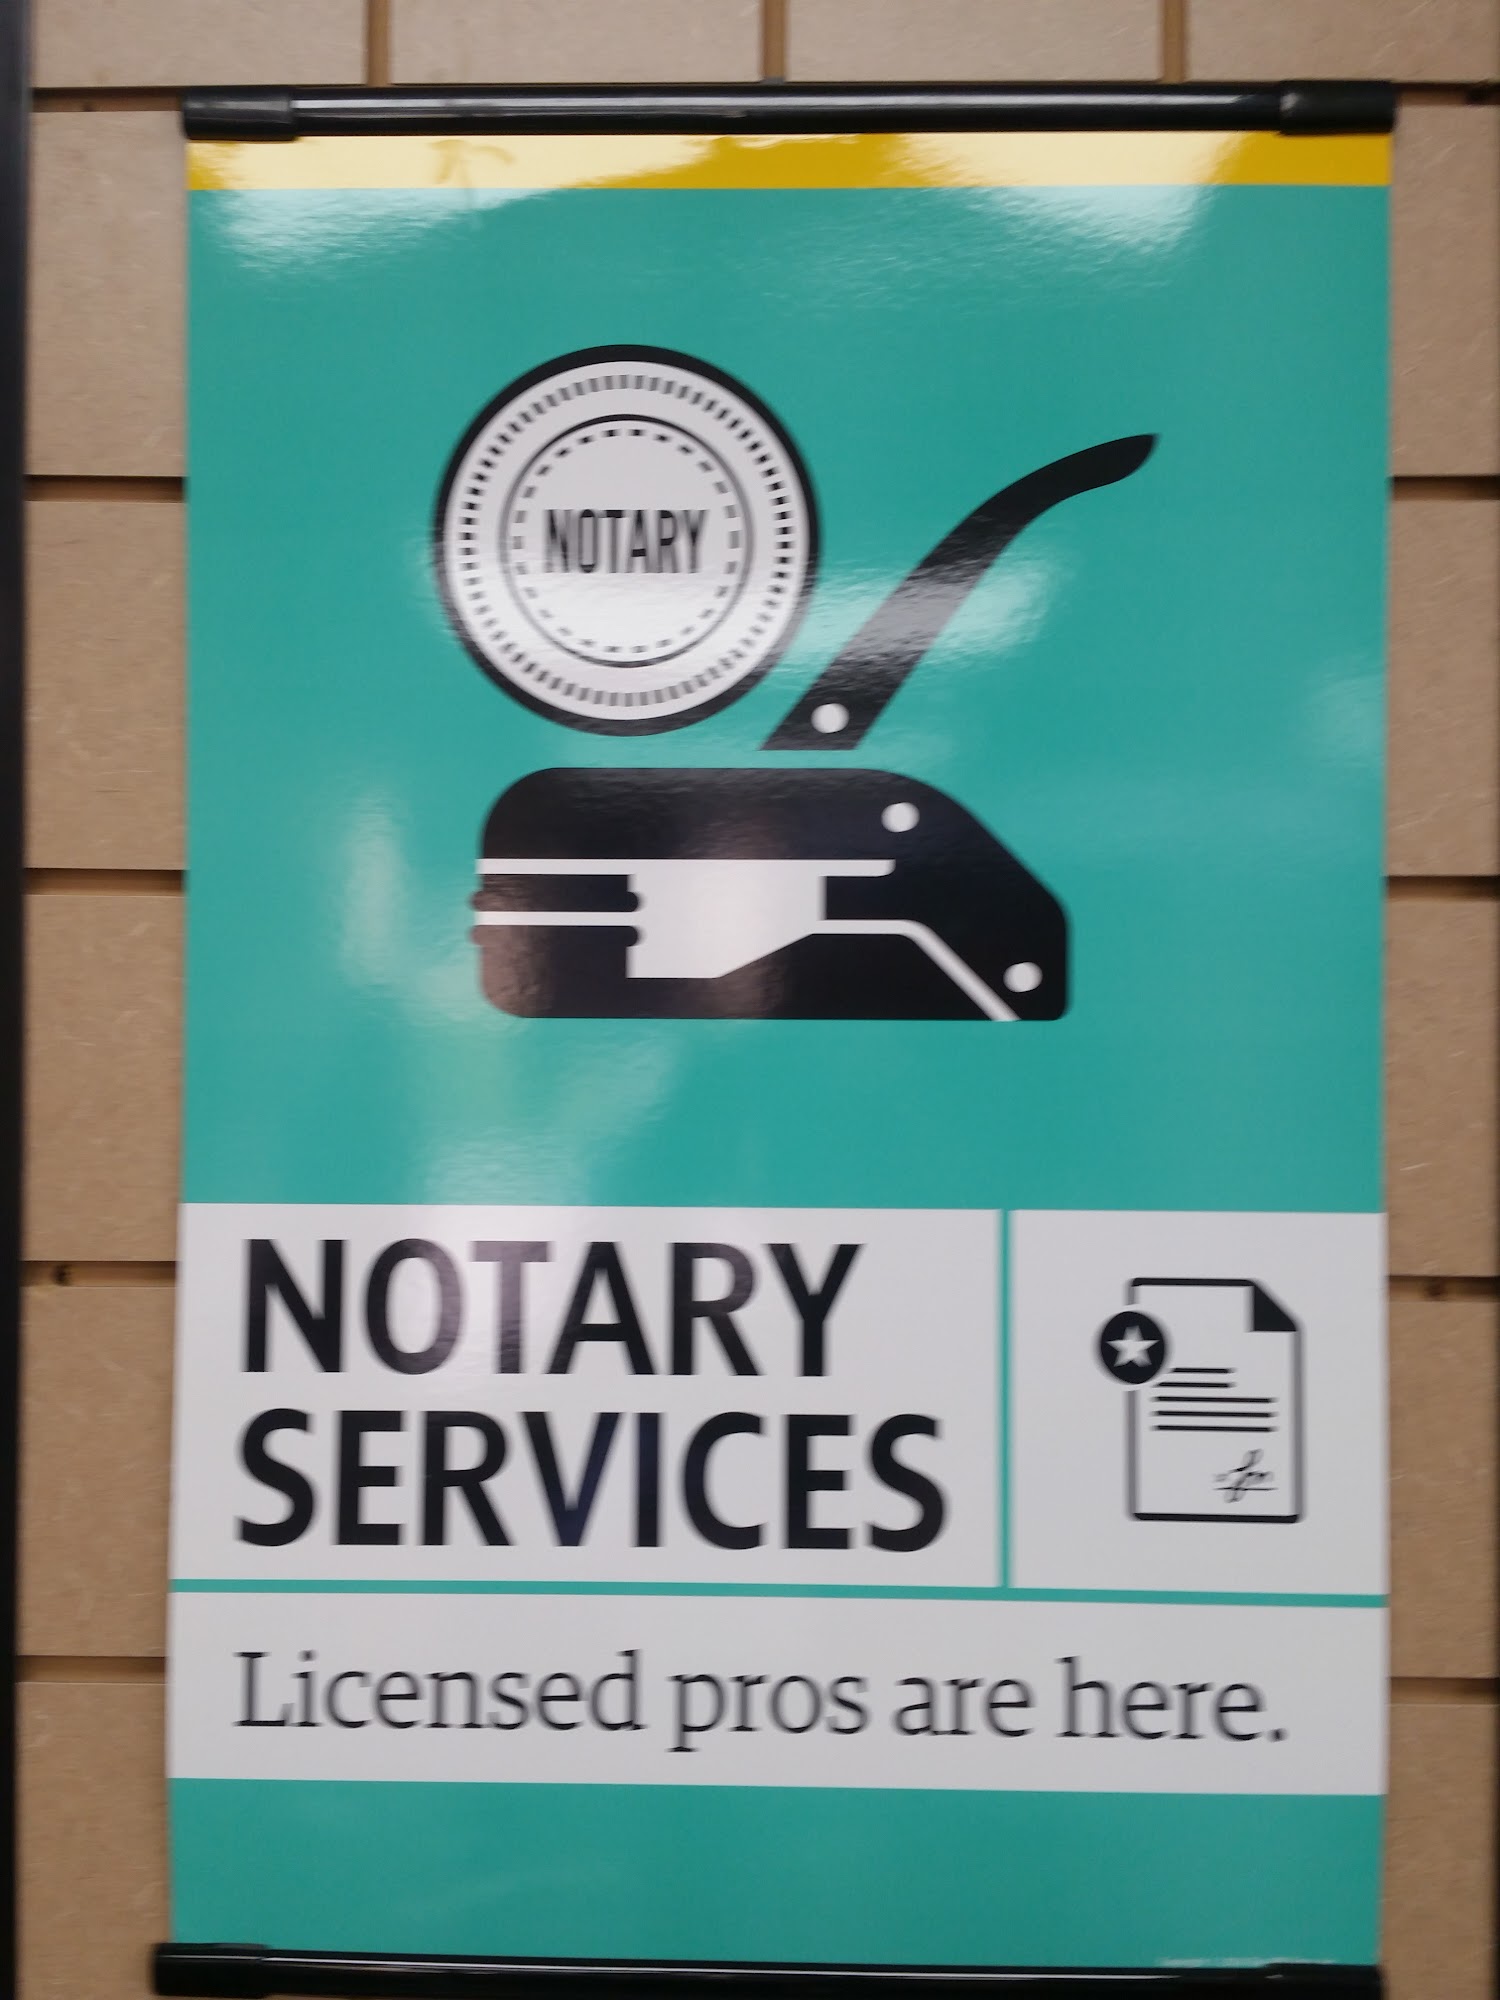 NOTARY
NOTARY
SERVICES
Licensed pros are here.